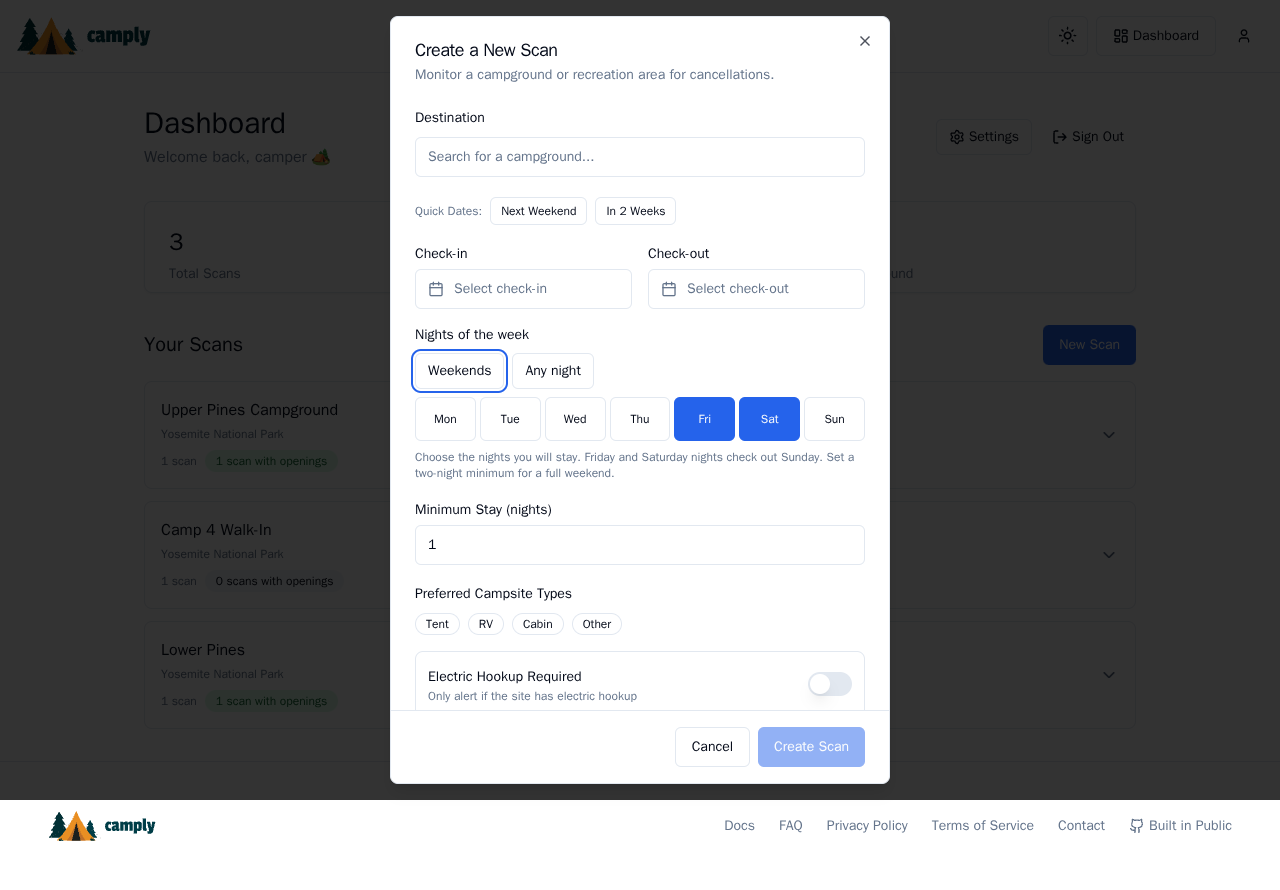 camply
Dashboard
Dashboard
Welcome back, camper
Settings
Sign Out
3
Total Scans
und
Your Scans
New Scan
Upper Pines Campground
Yosemite National Park
1 scan
1 scan with openings
Camp 4 Walk-In
Yosemite National Park
1 scan
0 scans with openings
Lower Pines
Yosemite National Park
1 scan
1 scan with openings
Create a New Scan
Monitor a campground or recreation area for cancellations.
Destination
Search for a campground...
Quick Dates:
Next Weekend
In 2 Weeks
Check-in
Check-out
Select check-in
Select check-out
Nights of the week
Weekends
Any night
Mon
Tue
Wed
Thu
Fri
Sat
Sun
Choose the nights you will stay. Friday and Saturday nights check out Sunday. Set a
two-night minimum for a full weekend.
Minimum Stay (nights)
1
Preferred Campsite Types
Tent
RV
Cabin
Other
Electric Hookup Required
Only alert if the site has electric hookup
Cancel
Create Scan
camply
Docs
FAQ
Privacy Policy
Terms of Service
Contact
Built in Public